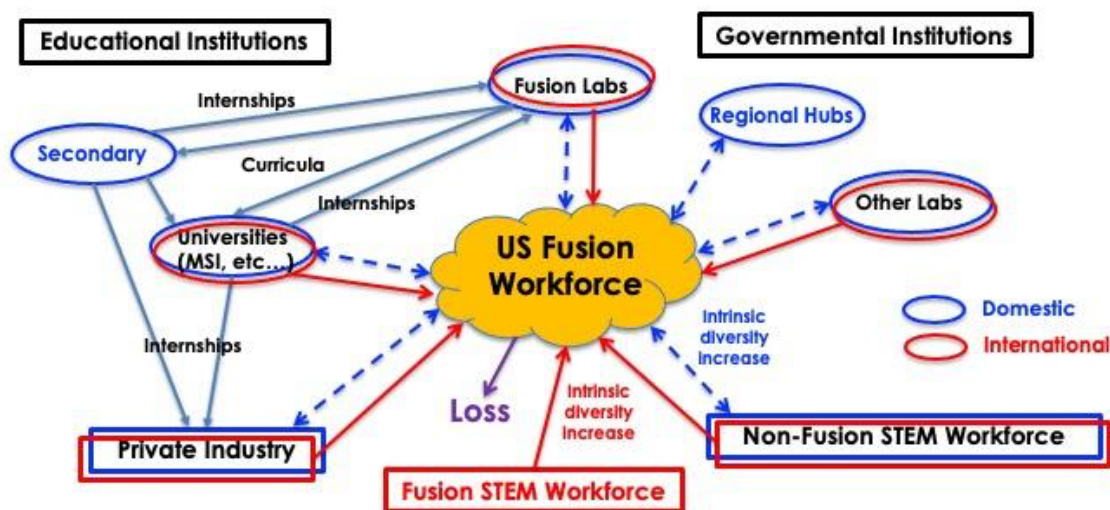 Educational Institutions
Governmental Institutions
Fusion Labs
Internships
Regional Hubs
Secondary
Curricula
Internships
Other Labs
Universities
(MSI, etc...)
US Fusion
Workforce
Domestic
International
Intrinsic
diversity
increase
Internships
Loss
Intrinsic
diversity
increase
Private Industry
Non-Fusion STEM Workforce
Fusion STEM Workforce